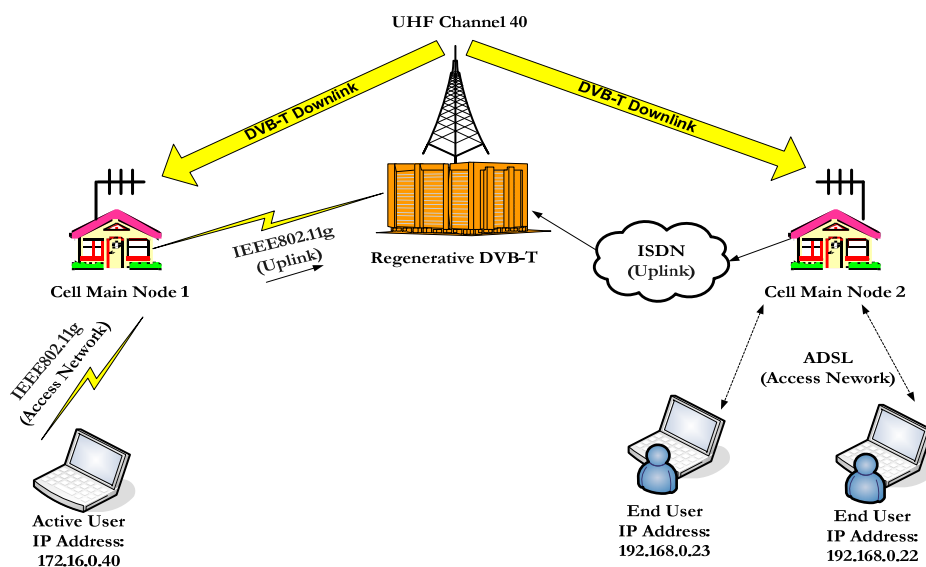 UHF Channel 40
DVB-T Downlink
DVB-T Downlink
IEEE802.11g
(Uplink)
Regenerative DVB-T
ISDN
(Uplink)
Cell Main Node 1
Cell Main Node 2
IEEE802.11g
(Access Network)
ADSL
(Access Nework)
Active User
IP Address:
172.16.0.40
End User
IP Address:
192.168.0.23
End User
IP Address:
192.168.0.22